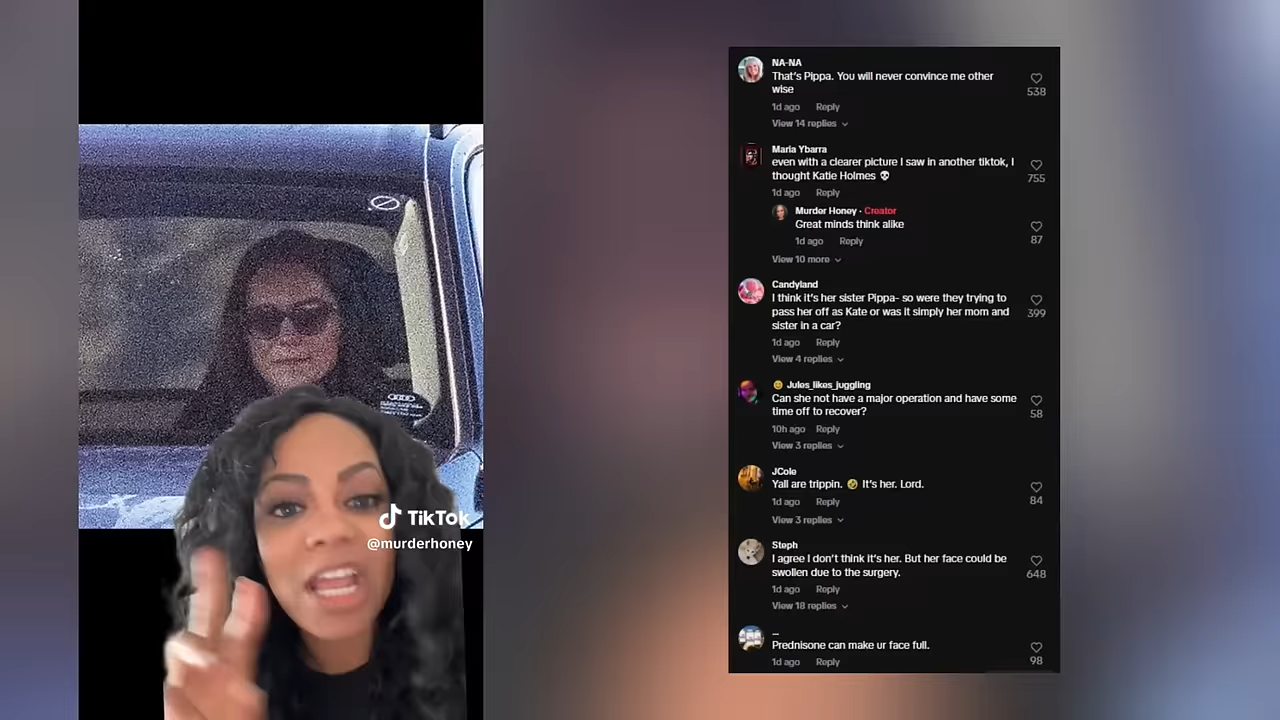 TikTok
@murderhoney
NA-NA
That's Pippa. You will never convince me other
wise
538
1d ago Reply
View 14 replies
Maria Ybarra
even with a clearer picture I saw in another tiktok, I
thought Katie Holmes 💀
755
1d ago Reply
Murder Honey · Creator
Great minds think alike
87
1d ago Reply
View 10 more
Candyland
I think it's her sister Pippa- so were they trying to
pass her off as Kate or was it simply her mom and
sister in a car?
399
1d ago Reply
View 4 replies
😀 Jules_likes_juggling
Can she not have a major operation and have some
time off to recover?
58
10h ago Reply
View 3 replies
JCole
Yall are trippin. 🤣 It's her. Lord.
84
1d ago Reply
View 3 replies
Steph
I agree I don't think it's her. But her face could be
swollen due to the surgery.
648
1d ago Reply
View 18 replies
...
Prednisone can make ur face full.
98
1d ago Reply